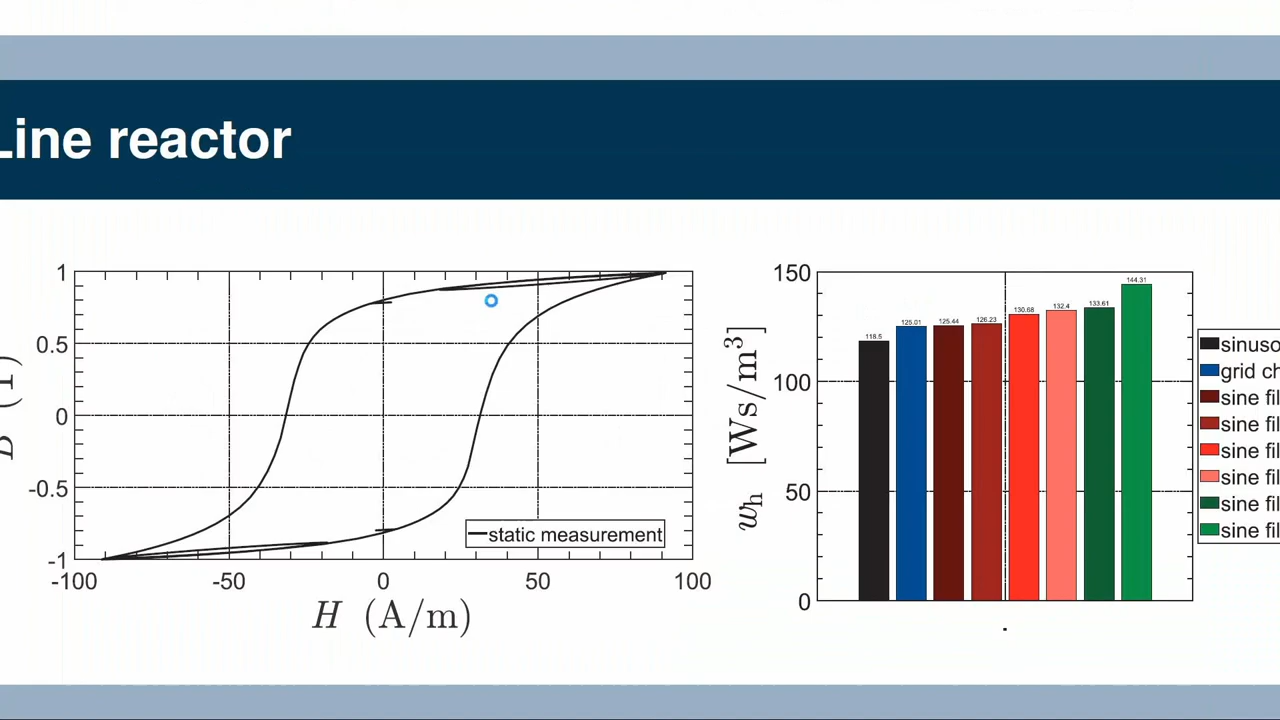 Line reactor
1
0.5
0
-0.5
-1
-100
-50
0
50
100
H (A/m)
static measurement
150
100
50
0
wh [Ws/m3]
118.5
125.01
125.44
126.23
130.68
132.4
133.61
144.31
sinuso
grid ch
sine fil
sine fil
sine fil
sine fil
sine fil
sine fil